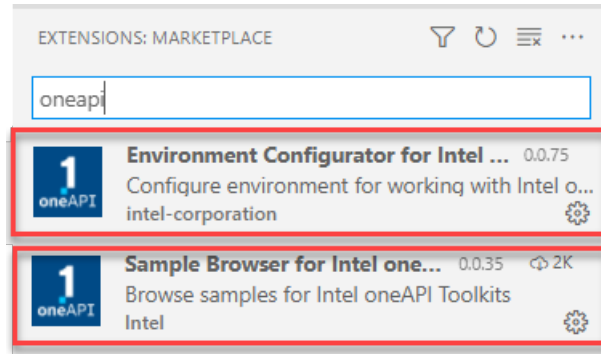 EXTENSIONS: MARKETPLACE
oneapi
1
oneAPI
Environment Configurator for Intel ... 0.0.75
Configure environment for working with Intel o...
intel-corporation
1
oneAPI
Sample Browser for Intel one... 0.0.35 2K
Browse samples for Intel oneAPI Toolkits
Intel